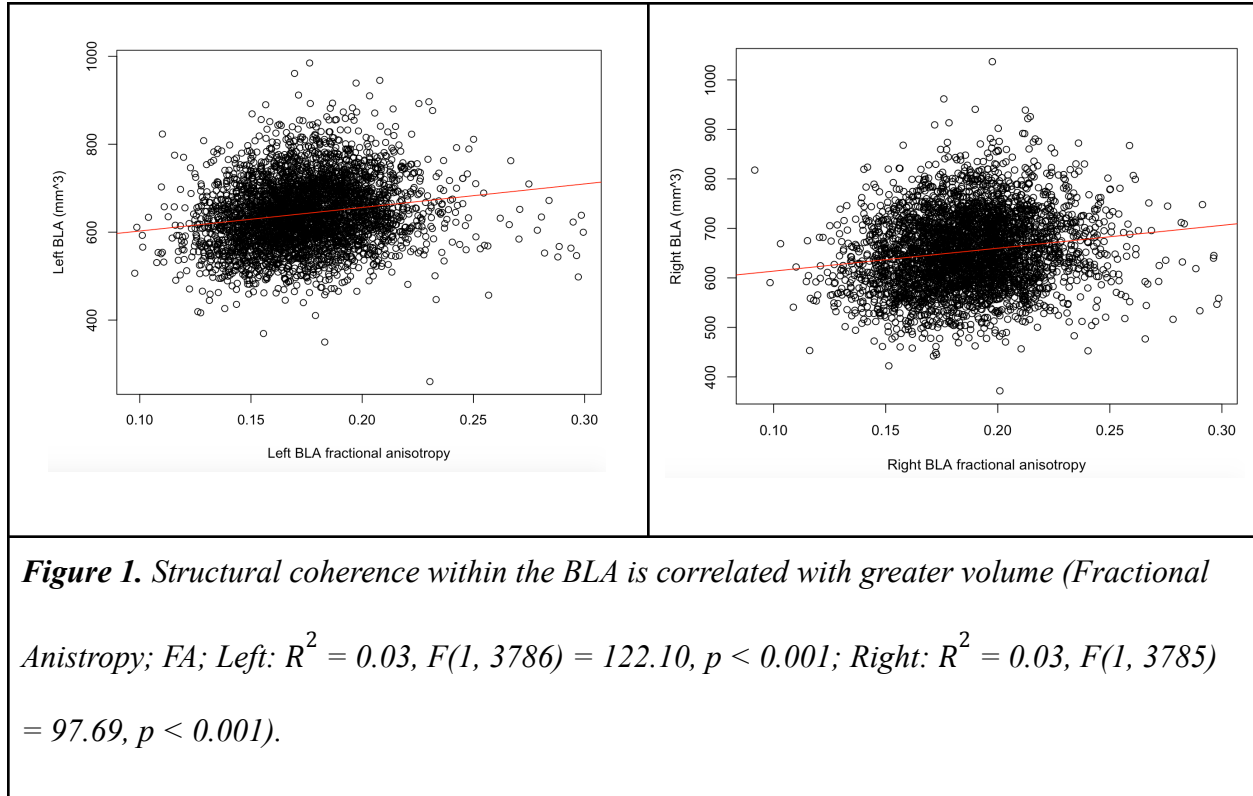 1000
800
600
400
Left BLA (mm^3)
0.10 0.15 0.20 0.25 0.30
Left BLA fractional anisotropy
1000
900
800
700
600
500
400
Right BLA (mm^3)
0.10 0.15 0.20 0.25 0.30
Right BLA fractional anisotropy
Figure 1. Structural coherence within the BLA is correlated with greater volume (Fractional
Anistropy; FA; Left: R² = 0.03, F(1, 3786) = 122.10, p < 0.001; Right: R² = 0.03, F(1, 3785)
= 97.69, p < 0.001).